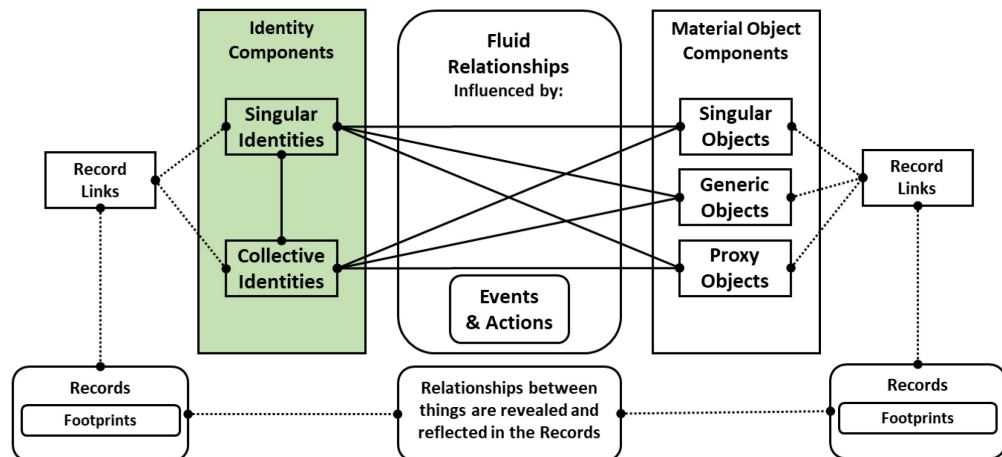 Identity
Components
Fluid
Relationships
Influenced by:
Material Object
Components
Singular
Identities
Singular
Objects
Record
Links
Generic
Objects
Record
Links
Collective
Identities
Proxy
Objects
Events
& Actions
Records
Footprints
Relationships between
things are revealed and
reflected in the Records
Records
Footprints